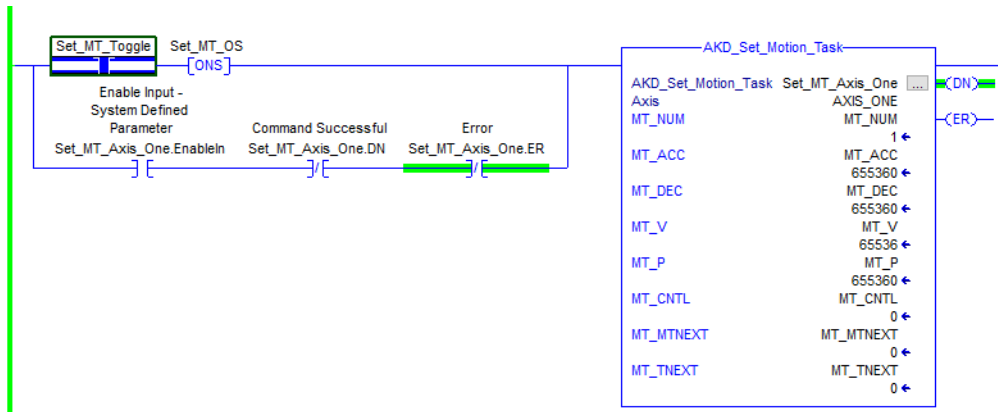 Set_MT_Toggle Set_MT_OS
ONS
Enable Input -
System Defined
Parameter
Set_MT_Axis_One.EnableIn
Command Successful
Set_MT_Axis_One.DN
Error
Set_MT_Axis_One.ER
AKD_Set_Motion_Task
AKD_Set_Motion_Task Set_MT_Axis_One ...
Axis AXIS_ONE
MT_NUM MT_NUM
1
MT_ACC MT_ACC
655360
MT_DEC MT_DEC
655360
MT_V MT_V
65536
MT_P MT_P
655360
MT_CNTL MT_CNTL
0
MT_MTNEXT MT_MTNEXT
0
MT_TNEXT MT_TNEXT
0
DN
ER